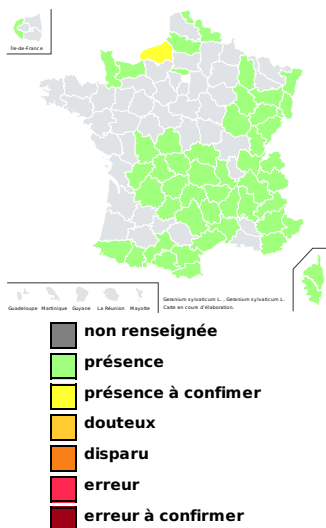 Île-de-France
Geranium sylvaticum L. , Geranium sylvaticum L.
Carte en cours d'élaboration.
Guadeloupe Martinique Guyane La Réunion Mayotte
non renseignée
présence
présence à confimer
douteux
disparu
erreur
erreur à confirmer